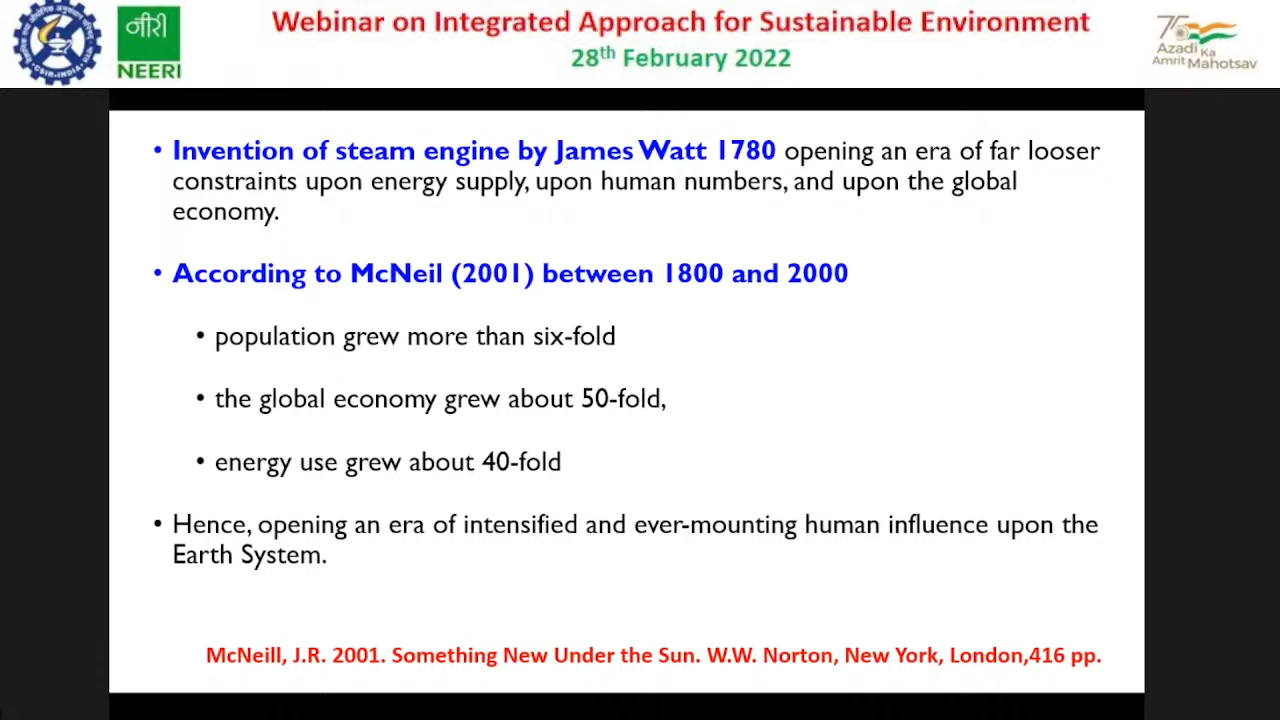 Webinar on Integrated Approach for Sustainable Environment
28th February 2022
नीरी
NEERI
CSIR-INDIA
75
Azadi Ka
Amrit Mahotsav
• Invention of steam engine by James Watt 1780 opening an era of far looser
constraints upon energy supply, upon human numbers, and upon the global
economy.
• According to McNeil (2001) between 1800 and 2000
• population grew more than six-fold
• the global economy grew about 50-fold,
• energy use grew about 40-fold
• Hence, opening an era of intensified and ever-mounting human influence upon the
Earth System.
McNeill, J.R. 2001. Something New Under the Sun. W.W. Norton, New York, London,416 pp.